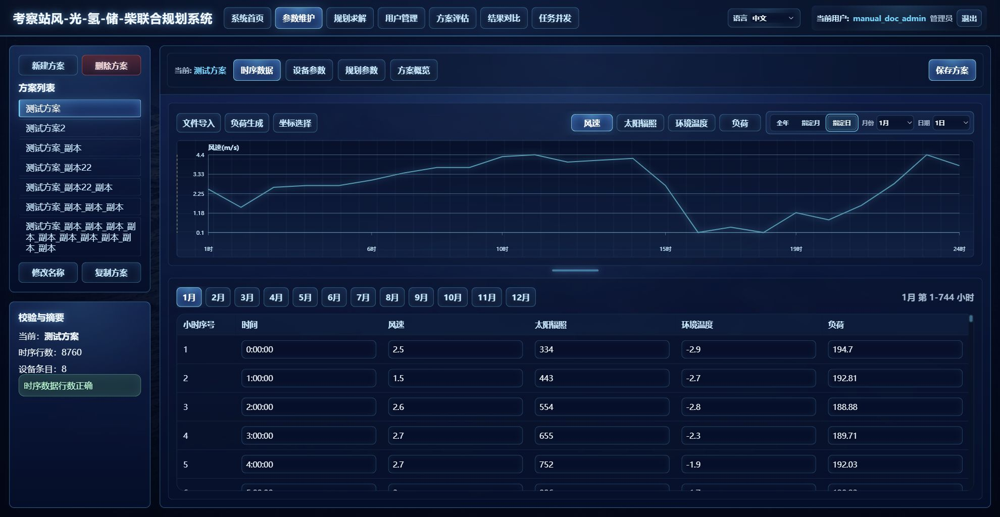 考察站风-光-氢-储-柴联合规划系统 系统首页 参数维护 规划求解 用户管理 方案评估 结果对比 任务并发 语言 中文 当前用户: manual_doc_admin 管理员 退出
新建方案 删除方案
方案列表
测试方案
测试方案2
测试方案_副本
测试方案_副本22
测试方案_副本22_副本
测试方案_副本_副本_副本
测试方案_副本_副本_副本_副
本_副本_副本_副本_副本_副
本_副本
修改名称 复制方案
校验与摘要
当前: 测试方案
时序行数: 8760
设备条目: 8
时序数据行数正确
当前: 测试方案 时序数据 设备参数 规划参数 方案概览 保存方案
文件导入 负荷生成 坐标选择 风速 太阳辐照 环境温度 负荷 全年 指定月 指定日 月份 1月 日期 1日
风速(m/s)
4.4
3.33
2.25
1.18
0.1
1时 6时 10时 15时 19时 24时
1月 2月 3月 4月 5月 6月 7月 8月 9月 10月 11月 12月 1月 第 1-744 小时
小时序号 时间 风速 太阳辐照 环境温度 负荷
1 0:00:00 2.5 334 -2.9 194.7
2 1:00:00 1.5 443 -2.7 192.81
3 2:00:00 2.6 554 -2.8 188.88
4 3:00:00 2.7 655 -2.3 189.71
5 4:00:00 2.7 752 -1.9 192.03